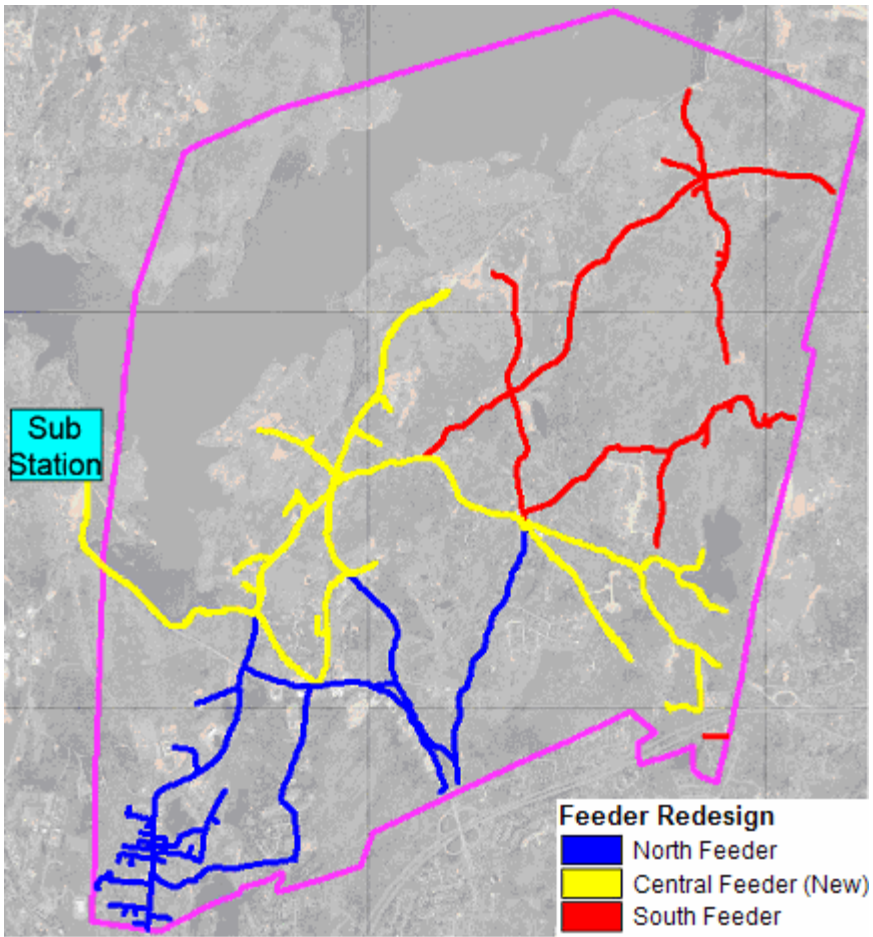 Sub
Station
Feeder Redesign
North Feeder
Central Feeder (New)
South Feeder